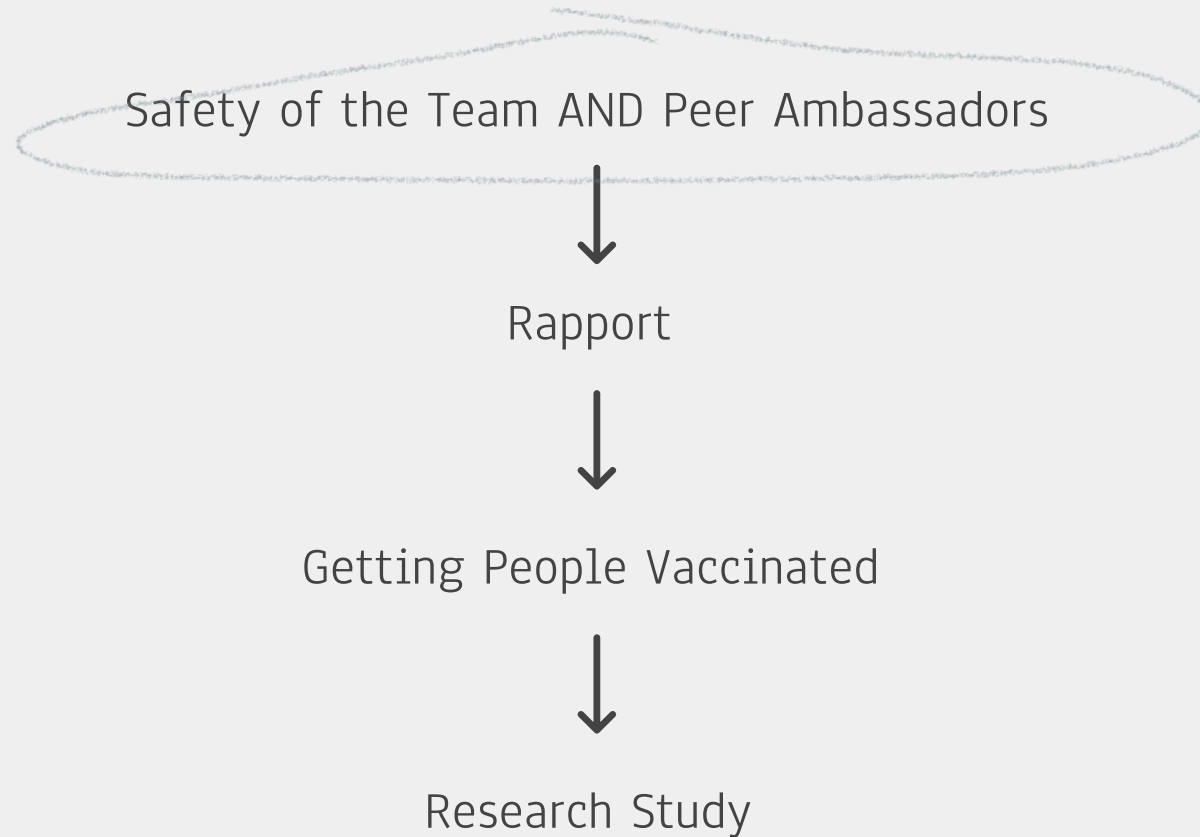 Safety of the Team AND Peer Ambassadors
Rapport
Getting People Vaccinated
Research Study